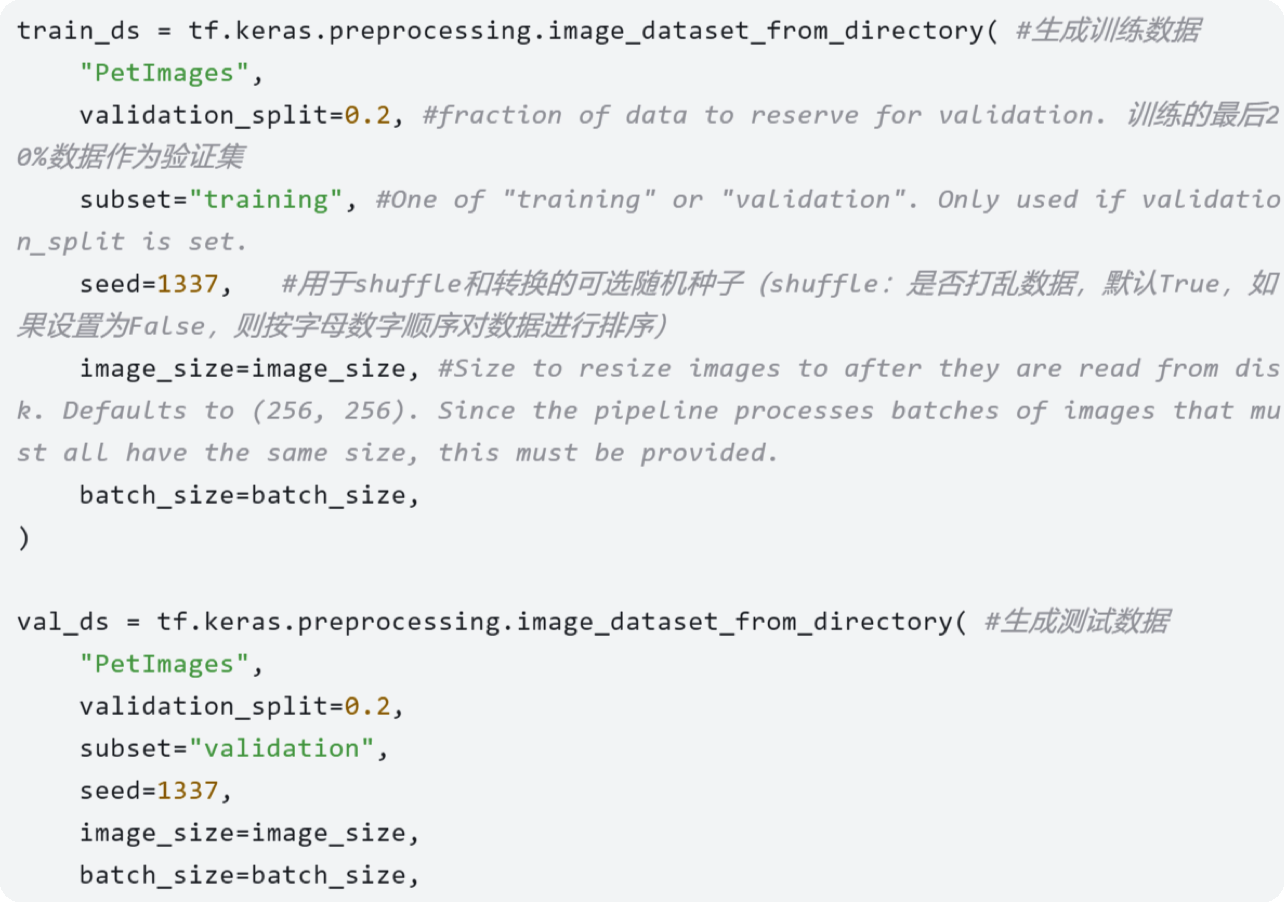 train_ds = tf.keras.preprocessing.image_dataset_from_directory( #生成训练数据
    "PetImages",
    validation_split=0.2, #fraction of data to reserve for validation. 训练的最后2
0%数据作为验证集
    subset="training", #One of "training" or "validation". Only used if validatio
n_split is set.
    seed=1337,   #用于shuffle和转换的可选随机种子（shuffle：是否打乱数据，默认True，如
果设置为False，则按字母数字顺序对数据进行排序）
    image_size=image_size, #Size to resize images to after they are read from dis
k. Defaults to (256, 256). Since the pipeline processes batches of images that mu
st all have the same size, this must be provided.
    batch_size=batch_size,
)

val_ds = tf.keras.preprocessing.image_dataset_from_directory( #生成测试数据
    "PetImages",
    validation_split=0.2,
    subset="validation",
    seed=1337,
    image_size=image_size,
    batch_size=batch_size,